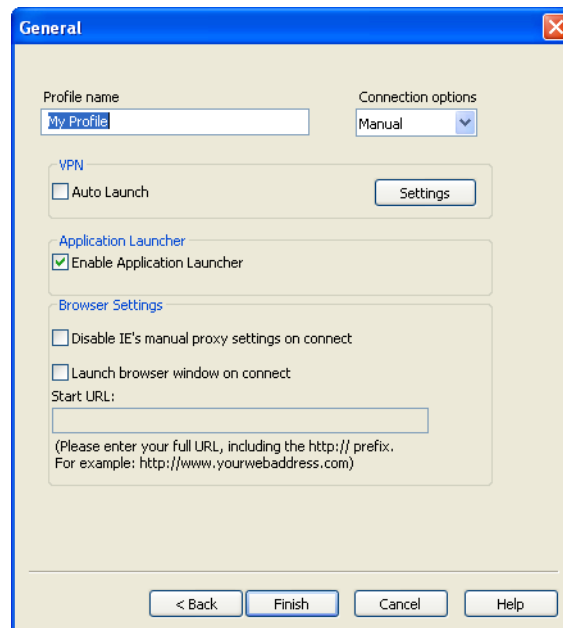 General
Profile name
Connection options
My Profile
Manual
VPN
Auto Launch
Settings
Application Launcher
Enable Application Launcher
Browser Settings
Disable IE's manual proxy settings on connect
Launch browser window on connect
Start URL:
(Please enter your full URL, including the http:// prefix.
For example: http://www.yourwebaddress.com)
< Back
Finish
Cancel
Help